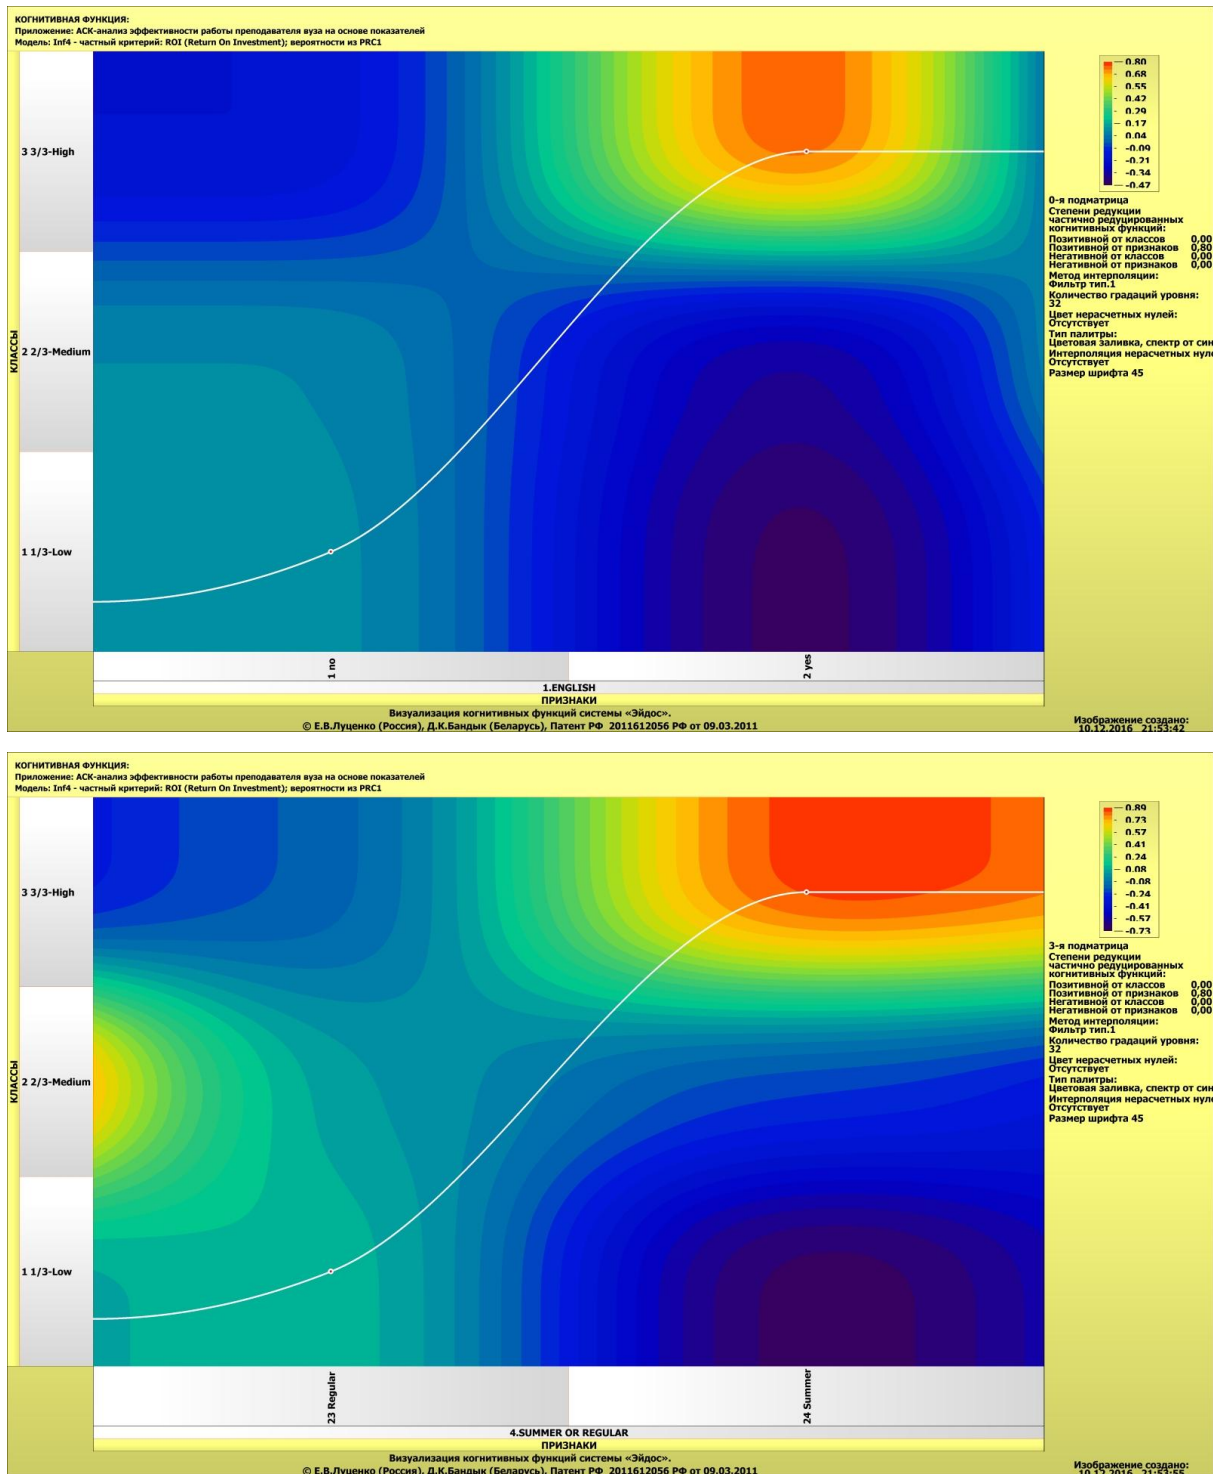 КОГНИТИВНАЯ ФУНКЦИЯ:
Приложение: АСК-анализ эффективности работы преподавателя вуза на основе показателей
Модель: Inf4 - частный критерий: ROI (Return On Investment); вероятности из PRC1
КЛАССЫ
3 3/3-High
2 2/3-Medium
1 1/3-Low
0.80
0.68
0.55
0.42
0.29
0.17
0.04
-0.09
-0.21
-0.34
-0.47
0-я подматрица
Степени редукции
частично редуцированных
когнитивных функций:
Позитивной от классов 0,00
Позитивной от признаков 0,80
Негативной от классов 0,00
Негативной от признаков 0,00
Метод интерполяции:
Фильтр тип.1
Количество градаций уровня:
32
Цвет нерасчетных нулей:
Отсутствует
Тип палитры:
Цветовая заливка, спектр от син
Интерполяция нерасчетных нул
Отсутствует
Размер шрифта 45
1 no
2 yes
1.ENGLISH
ПРИЗНАКИ
Визуализация когнитивных функций системы «Эйдос».
© Е.В.Луценко (Россия), Д.К.Бандык (Беларусь), Патент РФ 2011612056 РФ от 09.03.2011
Изображение создано:
10.12.2016 21:53:42
КОГНИТИВНАЯ ФУНКЦИЯ:
Приложение: АСК-анализ эффективности работы преподавателя вуза на основе показателей
Модель: Inf4 - частный критерий: ROI (Return On Investment); вероятности из PRC1
КЛАССЫ
3 3/3-High
2 2/3-Medium
1 1/3-Low
0.89
0.73
0.57
0.41
0.24
0.08
-0.08
-0.24
-0.41
-0.57
-0.73
3-я подматрица
Степени редукции
частично редуцированных
когнитивных функций:
Позитивной от классов 0,00
Позитивной от признаков 0,80
Негативной от классов 0,00
Негативной от признаков 0,00
Метод интерполяции:
Фильтр тип.1
Количество градаций уровня:
32
Цвет нерасчетных нулей:
Отсутствует
Тип палитры:
Цветовая заливка, спектр от син
Интерполяция нерасчетных нул
Отсутствует
Размер шрифта 45
23 Regular
24 Summer
4.SUMMER OR REGULAR
ПРИЗНАКИ
Визуализация когнитивных функций системы «Эйдос».
© Е.В.Луценко (Россия), Д.К.Бандык (Беларусь), Патент РФ 2011612056 РФ от 09.03.2011
Изображение создано:
10.12.2016